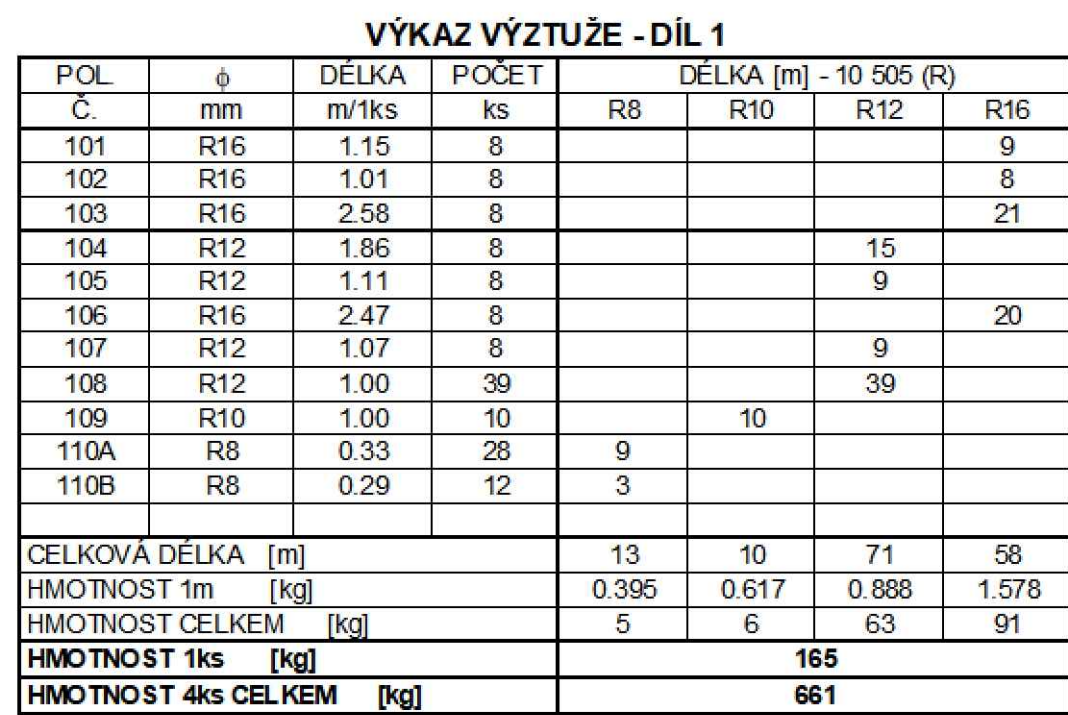 VÝKAZ VÝZTUŽE - DÍL 1
POL. ϕ DÉLKA POČET DÉLKA [m] - 10 505 (R)
Č. mm m/1ks ks R8 R10 R12 R16
101 R16 1.15 8 9
102 R16 1.01 8 8
103 R16 2.58 8 21
104 R12 1.86 8 15
105 R12 1.11 8 9
106 R16 2.47 8 20
107 R12 1.07 8 9
108 R12 1.00 39 39
109 R10 1.00 10 10
110A R8 0.33 28 9
110B R8 0.29 12 3
CELKOVÁ DÉLKA [m] 13 10 71 58
HMOTNOST 1m [kg] 0.395 0.617 0.888 1.578
HMOTNOST CELKEM [kg] 5 6 63 91
HMOTNOST 1ks [kg] 165
HMOTNOST 4ks CELKEM [kg] 661